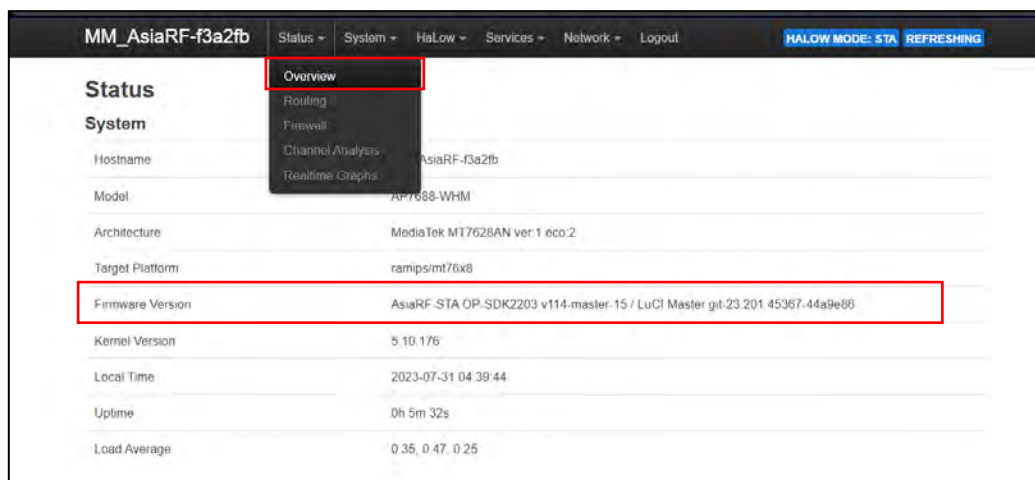 MM_AsiaRF-f3a2fb Status System HaLow Services Network Logout HALOW MODE: STA REFRESHING
Overview
Routing
Firewall
Channel Analysis
Realtime Graphs
Status
System
Hostname AsiaRF-f3a2fb
Model AP7688-WHM
Architecture MediaTek MT7628AN ver:1 eco:2
Target Platform ramips/mt76x8
Firmware Version AsiaRF-STA OP-SDK2203 v114-master-15 / LuCI Master git-23.201.45367-44a9e86
Kernel Version 5.10.176
Local Time 2023-07-31 04:39:44
Uptime 0h 5m 32s
Load Average 0.35, 0.47, 0.25